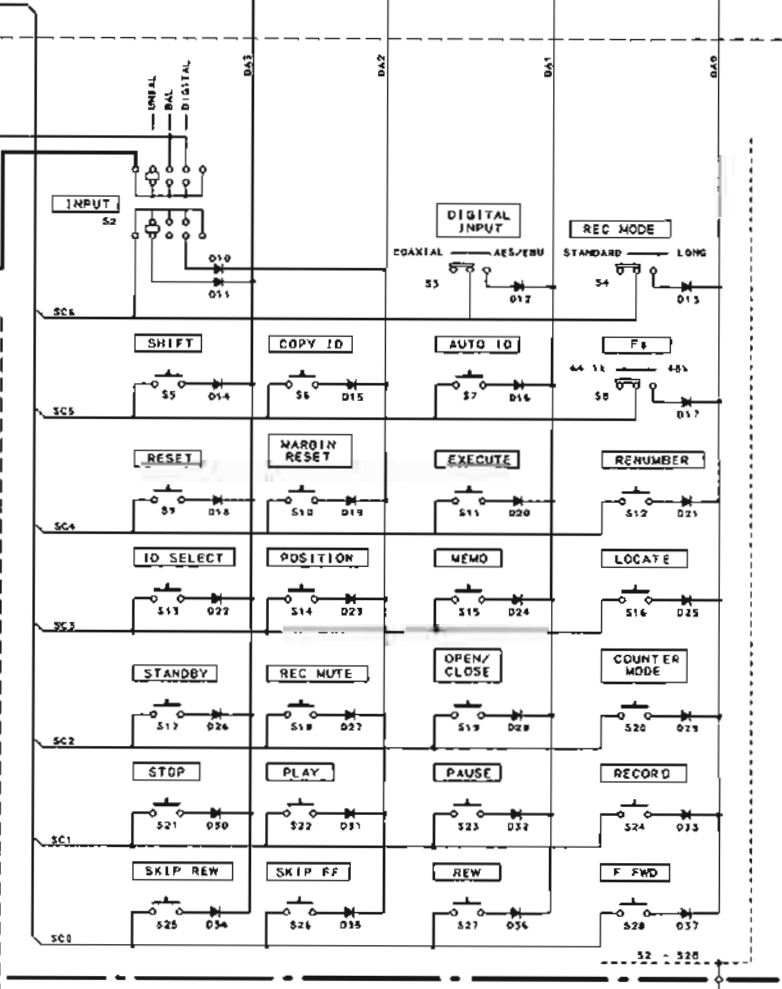 DA3 DA2 DA1 DA0
UNBAL
BAL
DIGITAL
INPUT
S2
DIGITAL
INPUT
COAXIAL AES/EBU
S3
REC MODE
STANDARD LONG
S4
D10
D11
D12
D13
SC6
SHIFT COPY ID AUTO ID Fs
44.1k 48k
S5 D14 S6 D15 S7 D16 S8
D17
SC5
RESET MARGIN
RESET EXECUTE RENUMBER
S9 D18 S10 D19 S11 D20 S12 D21
SC4
ID SELECT POSITION MEMO LOCATE
S13 D22 S14 D23 S15 D24 S16 D25
SC3
STANDBY REC MUTE OPEN/
CLOSE COUNTER
MODE
S17 D26 S18 D27 S19 D28 S20 D29
SC2
STOP PLAY PAUSE RECORD
S21 D30 S22 D31 S23 D32 S24 D33
SC1
SKIP REW SKIP FF REW F FWD
S25 D34 S26 D35 S27 D36 S28 D37
SC0
S2 - S28